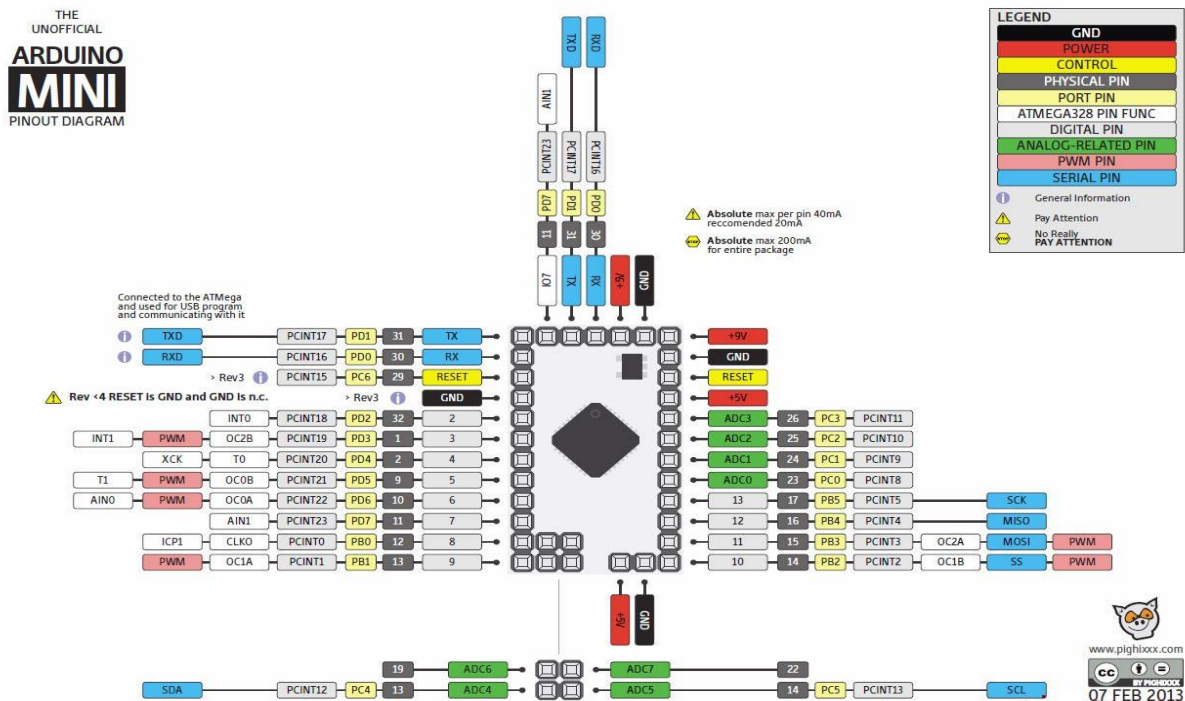 THE
UNOFFICIAL
ARDUINO
MINI
PINOUT DIAGRAM
LEGEND
GND
POWER
CONTROL
PHYSICAL PIN
PORT PIN
ATMEGA328 PIN FUNC
DIGITAL PIN
ANALOG-RELATED PIN
PWM PIN
SERIAL PIN
i General Information
! Pay Attention
STOP No Really
PAY ATTENTION
AIN1 PCINT23 PD7 11 IO7
TXD PCINT17 PD1 31 TX
RXD PCINT16 PD0 30 RX
+5V
GND
! Absolute max per pin 40mA
reccomended 20mA
STOP Absolute max 200mA
for entire package
Connected to the ATMega
and used for USB program
and communicating with it
i TXD PCINT17 PD1 31 TX
i RXD PCINT16 PD0 30 RX
> Rev3 i PCINT15 PC6 29 RESET
! Rev <4 RESET is GND and GND is n.c. > Rev3 i GND
INT0 PCINT18 PD2 32 2
INT1 PWM OC2B PCINT19 PD3 1 3
XCK T0 PCINT20 PD4 2 4
T1 PWM OC0B PCINT21 PD5 9 5
AIN0 PWM OC0A PCINT22 PD6 10 6
AIN1 PCINT23 PD7 11 7
ICP1 CLKO PCINT0 PB0 12 8
PWM OC1A PCINT1 PB1 13 9
+9V
GND
RESET
+5V
ADC3 26 PC3 PCINT11
ADC2 25 PC2 PCINT10
ADC1 24 PC1 PCINT9
ADC0 23 PC0 PCINT8
13 17 PB5 PCINT5 SCK
12 16 PB4 PCINT4 MISO
11 15 PB3 PCINT3 OC2A MOSI PWM
10 14 PB2 PCINT2 OC1B SS PWM
+5V
GND
19 ADC6
SDA PCINT12 PC4 13 ADC4
ADC7 22
ADC5 14 PC5 PCINT13 SCL
www.pighixxx.com
cc
BY PIGHIXXX
07 FEB 2013